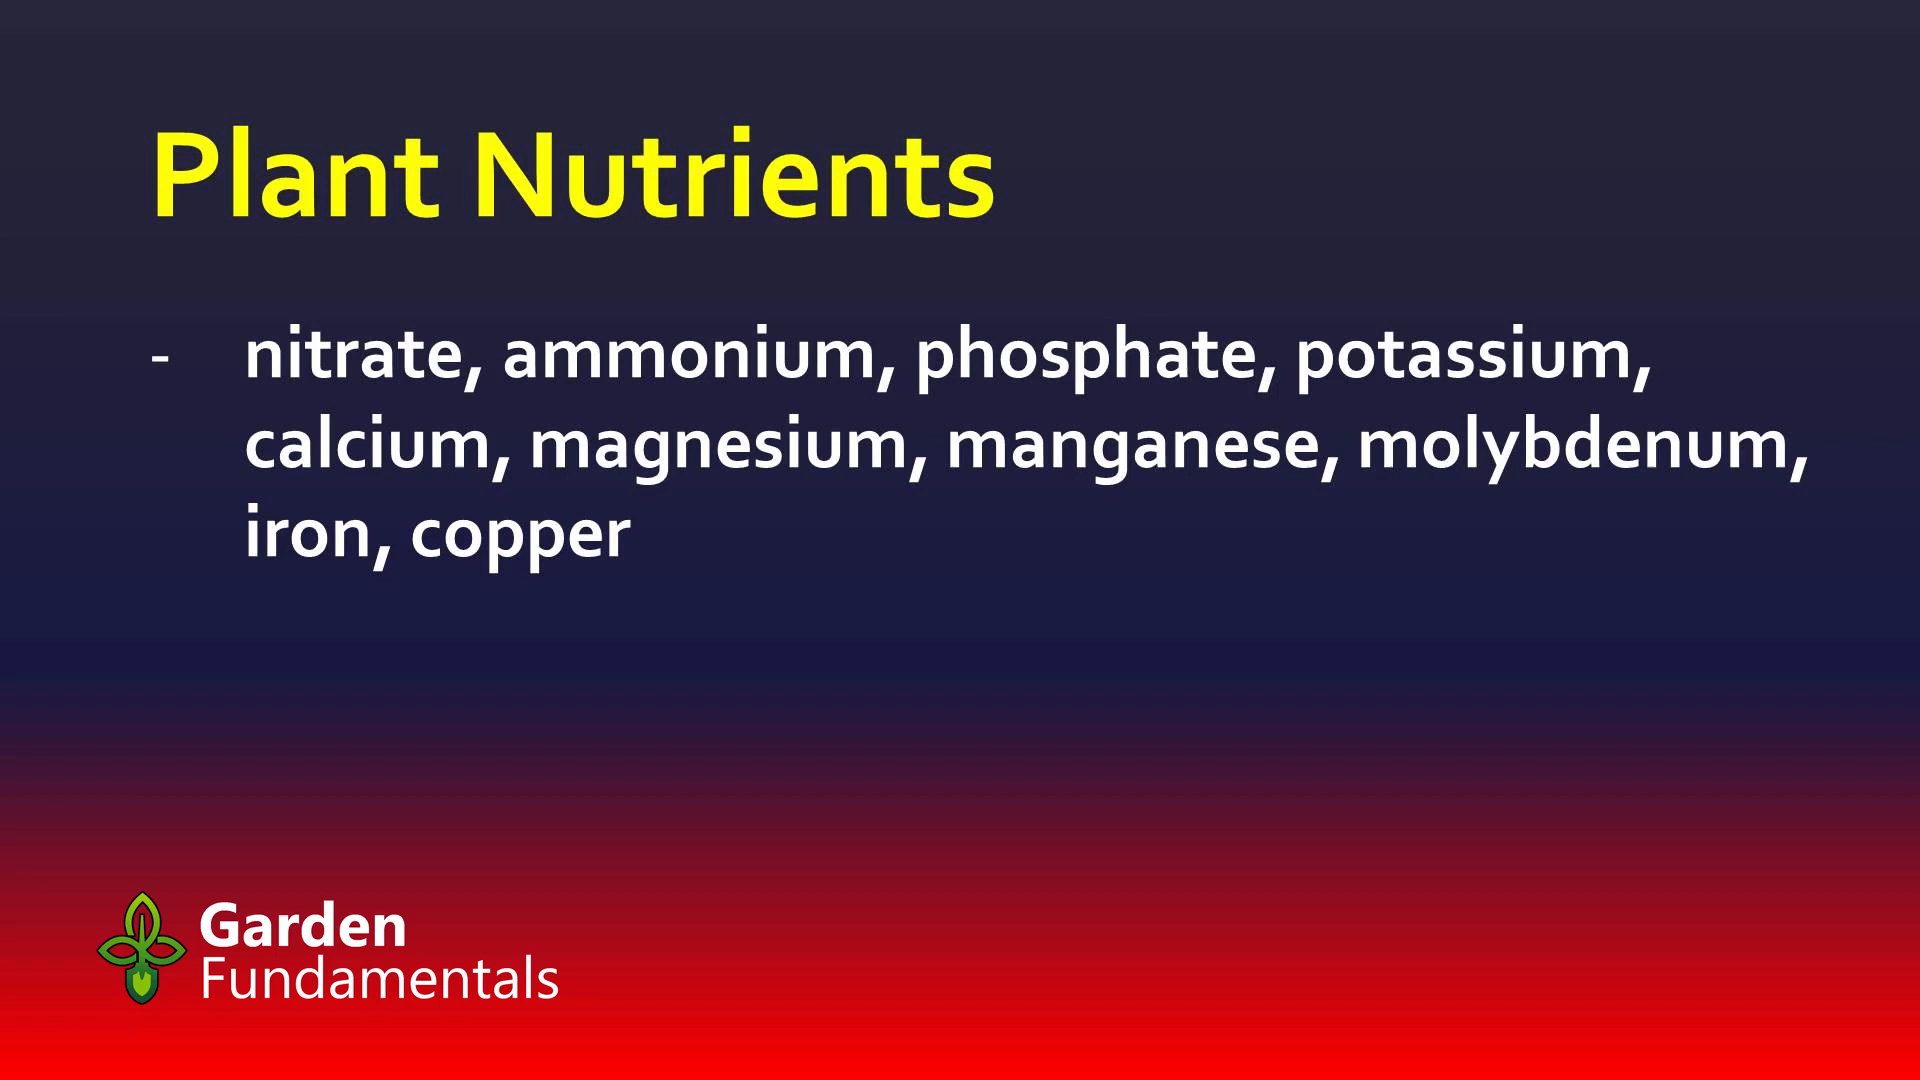 Plant Nutrients
- nitrate, ammonium, phosphate, potassium,
calcium, magnesium, manganese, molybdenum,
iron, copper
Garden
Fundamentals